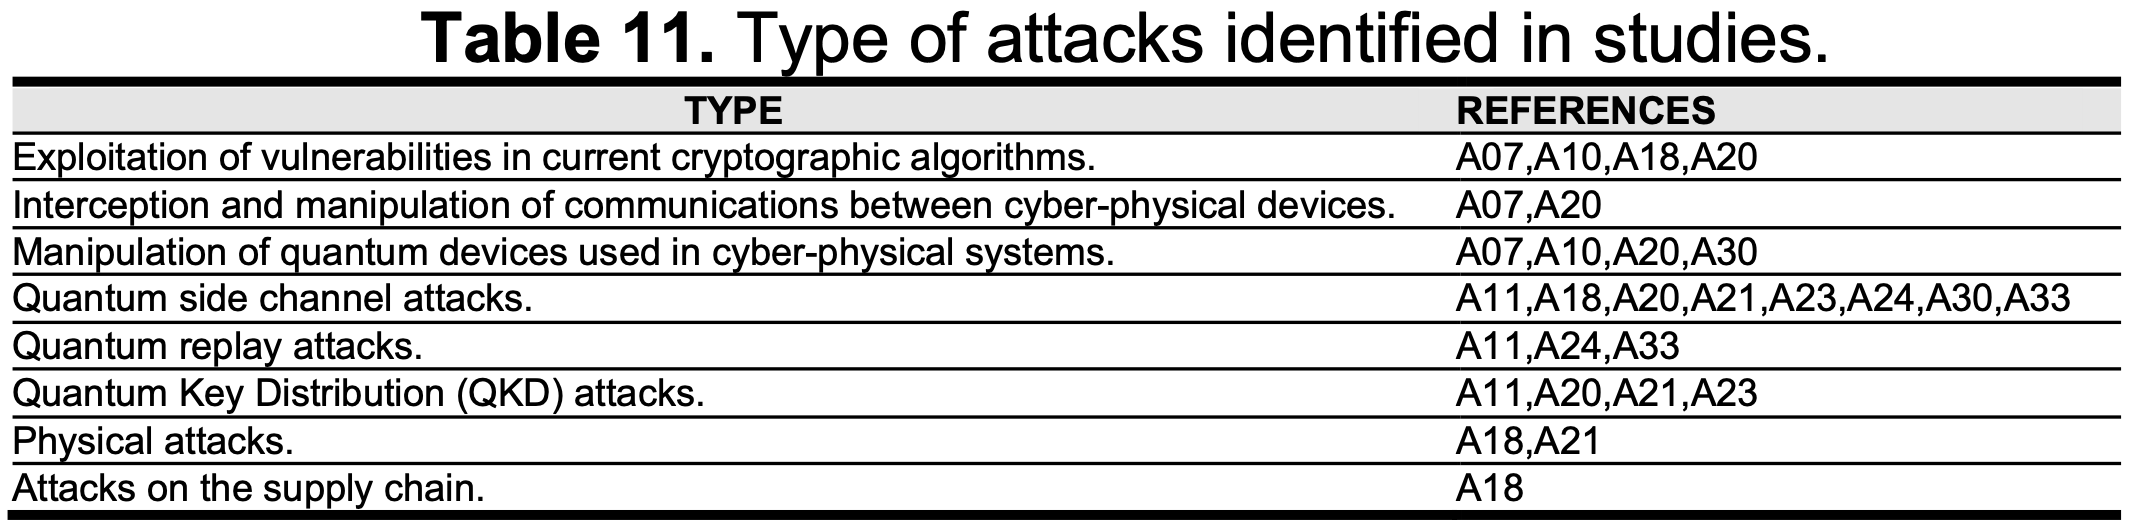 Table 11. Type of attacks identified in studies.
TYPE REFERENCES
Exploitation of vulnerabilities in current cryptographic algorithms. A07,A10,A18,A20
Interception and manipulation of communications between cyber-physical devices. A07,A20
Manipulation of quantum devices used in cyber-physical systems. A07,A10,A20,A30
Quantum side channel attacks. A11,A18,A20,A21,A23,A24,A30,A33
Quantum replay attacks. A11,A24,A33
Quantum Key Distribution (QKD) attacks. A11,A20,A21,A23
Physical attacks. A18,A21
Attacks on the supply chain. A18